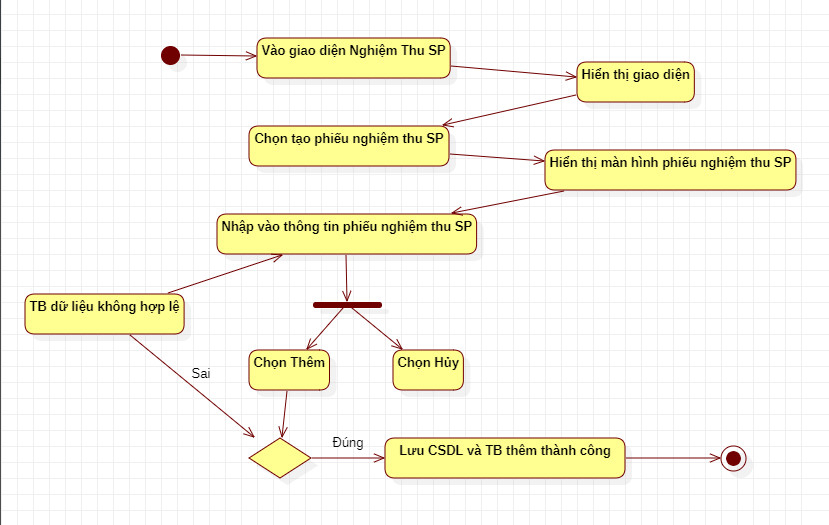 Vào giao diện Nghiệm Thu SP
Hiển thị giao diện
Chọn tạo phiếu nghiệm thu SP
Hiển thị màn hình phiếu nghiệm thu SP
Nhập vào thông tin phiếu nghiệm thu SP
TB dữ liệu không hợp lệ
Chọn Thêm
Chọn Hủy
Sai
Đúng
Lưu CSDL và TB thêm thành công